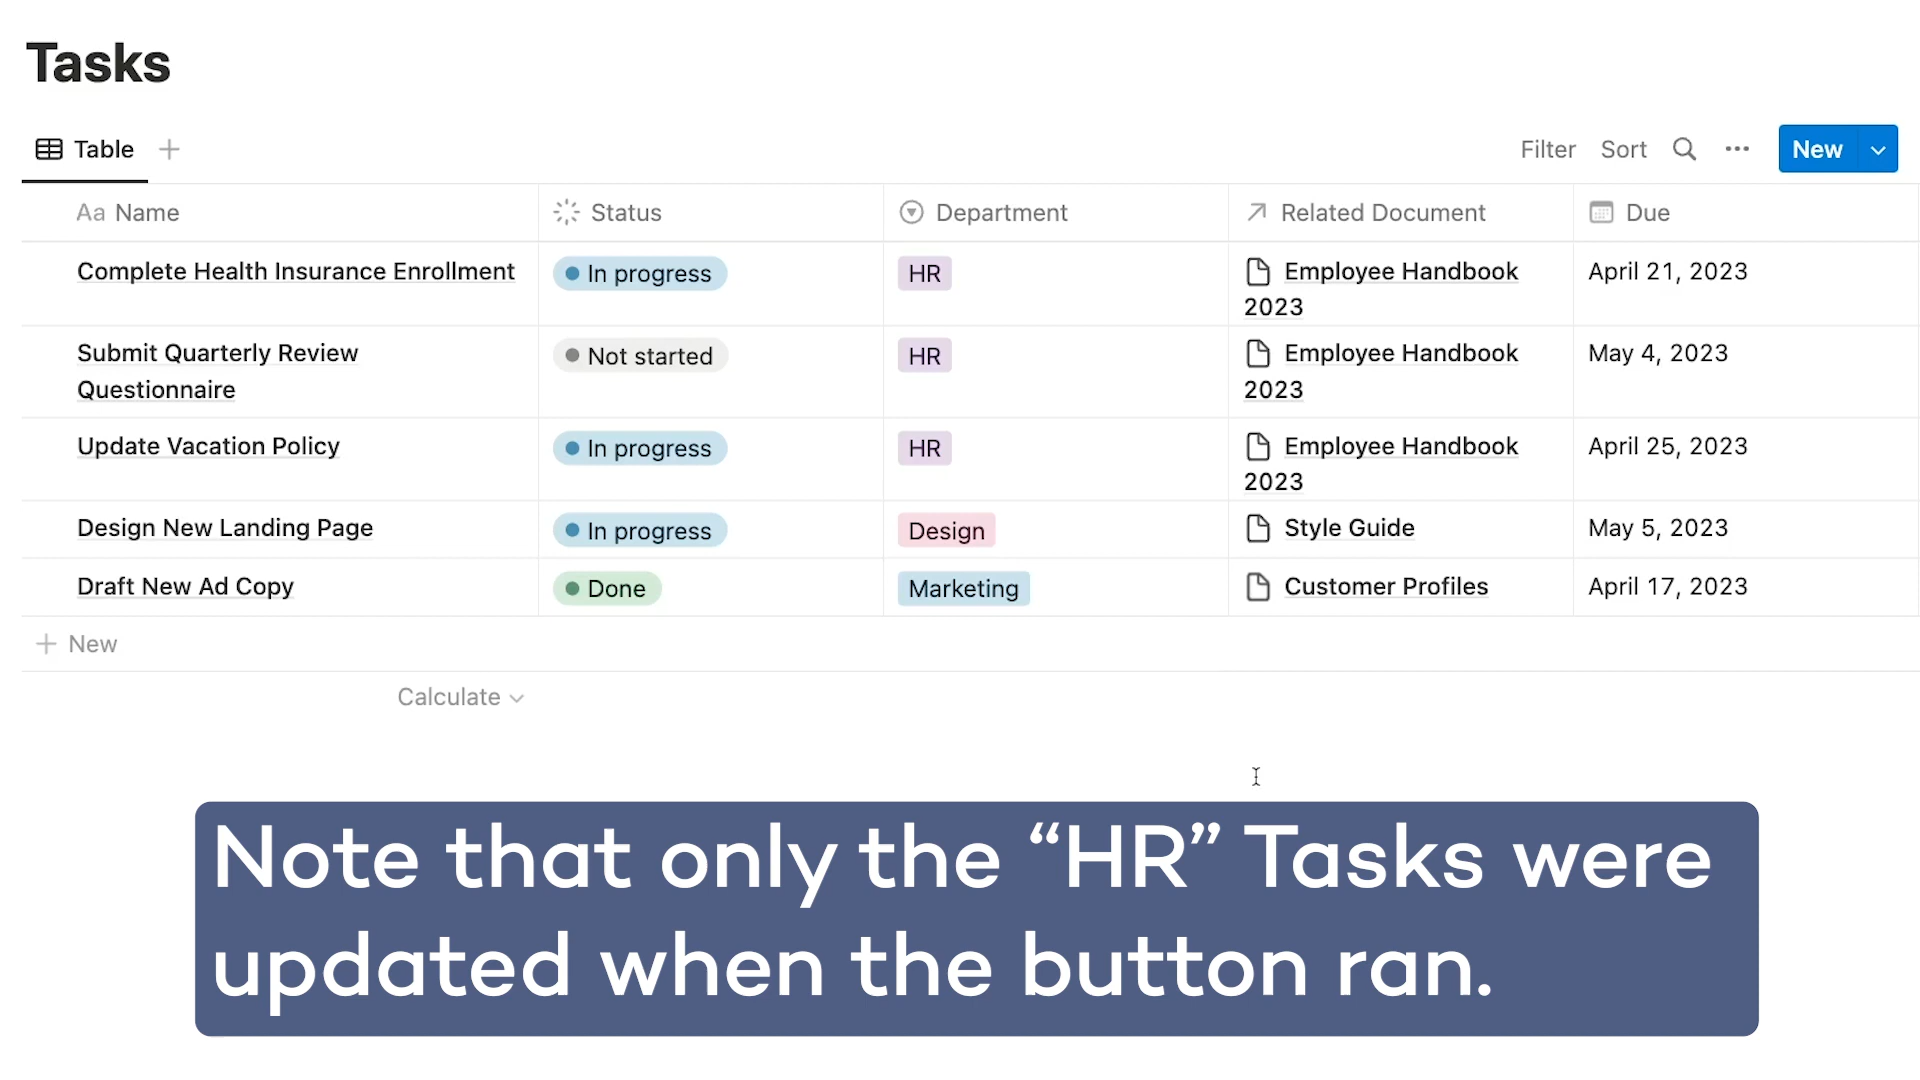 Tasks
Table
Filter Sort New
Aa Name Status Department Related Document Due
Complete Health Insurance Enrollment In progress HR Employee Handbook April 21, 2023
2023
Submit Quarterly Review Not started HR Employee Handbook May 4, 2023
Questionnaire 2023
Update Vacation Policy In progress HR Employee Handbook April 25, 2023
2023
Design New Landing Page In progress Design Style Guide May 5, 2023
Draft New Ad Copy Done Marketing Customer Profiles April 17, 2023
+ New
Calculate
Note that only the “HR” Tasks were
updated when the button ran.